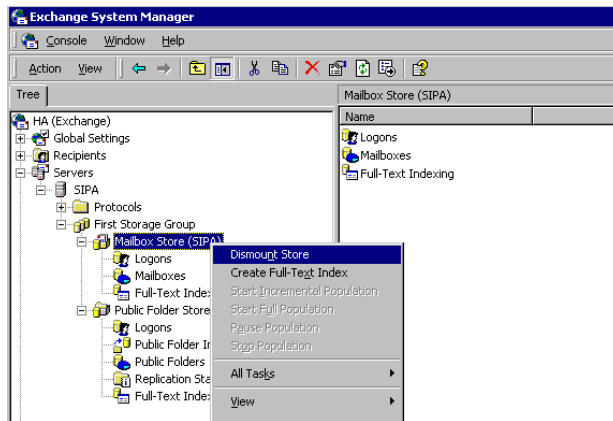 Exchange System Manager
Console Window Help
Action View
Tree
Mailbox Store (SIPA)
Name
HA (Exchange)
Global Settings
Recipients
Servers
SIPA
Protocols
First Storage Group
Mailbox Store (SIPA)
Logons
Mailboxes
Full-Text Index
Public Folder Store
Logons
Public Folder In
Public Folders
Replication Sta
Full-Text Index
Logons
Mailboxes
Full-Text Indexing
Dismount Store
Create Full-Text Index
Start Incremental Population
Start Full Population
Pause Population
Stop Population
All Tasks
View